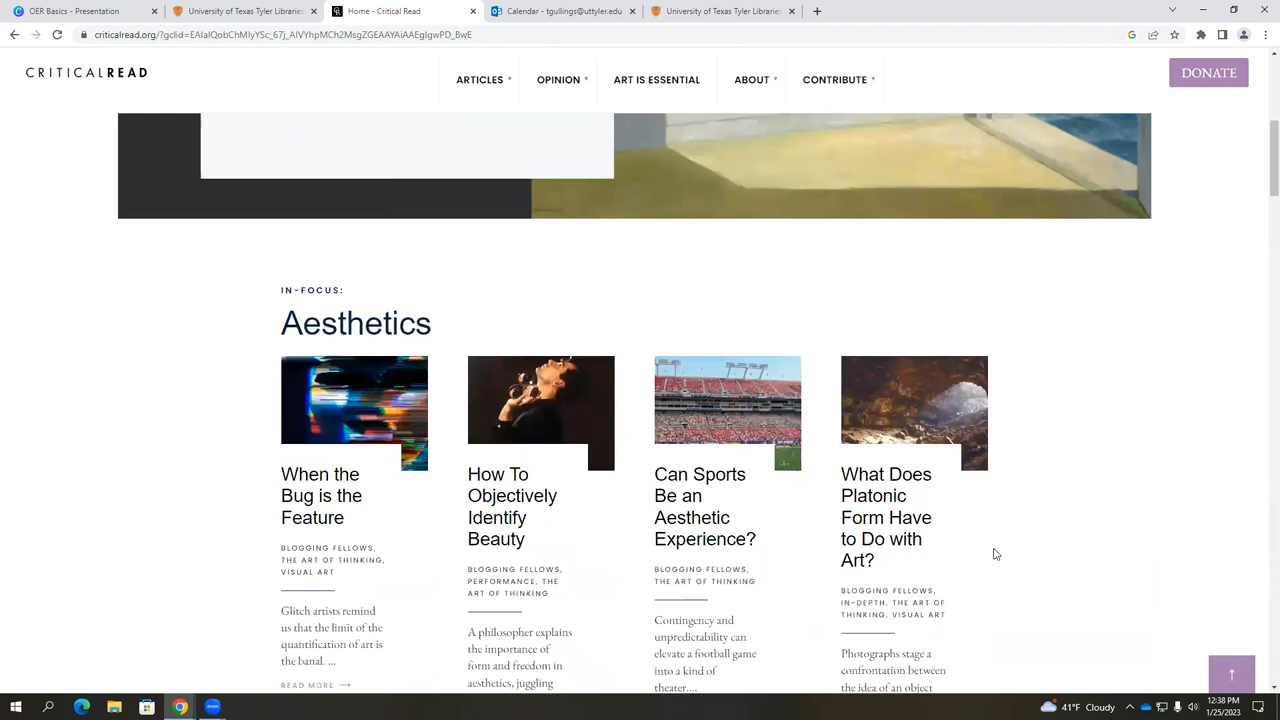 OER Basics - Presentation
University of Texas Tyler Libraries
Home - Critical Read
Calendar - tgullings@uttyler.edu
University of Texas Tyler Libraries
criticalread.org/?gclid=EAIaIQobChMIyYSc_67j_AIVYhpMCh2MsgZGEAAYAiAAEgIgwPD_BwE
CRITICALREAD
ARTICLES
OPINION
ART IS ESSENTIAL
ABOUT
CONTRIBUTE
DONATE
IN-FOCUS:
Aesthetics
When the
Bug is the
Feature
BLOGGING FELLOWS,
THE ART OF THINKING,
VISUAL ART
Glitch artists remind
us that the limit of the
quantification of art is
the banal. ...
READ MORE
How To
Objectively
Identify
Beauty
BLOGGING FELLOWS,
PERFORMANCE, THE
ART OF THINKING
A philosopher explains
the importance of
form and freedom in
aesthetics, juggling
Can Sports
Be an
Aesthetic
Experience?
BLOGGING FELLOWS,
THE ART OF THINKING
Contingency and
unpredictability can
elevate a football game
into a kind of
theater....
What Does
Platonic
Form Have
to Do with
Art?
BLOGGING FELLOWS,
IN-DEPTH, THE ART OF
THINKING, VISUAL ART
Photographs stage a
confrontation between
the idea of an object
zoom
41°F Cloudy
12:38 PM
1/25/2023